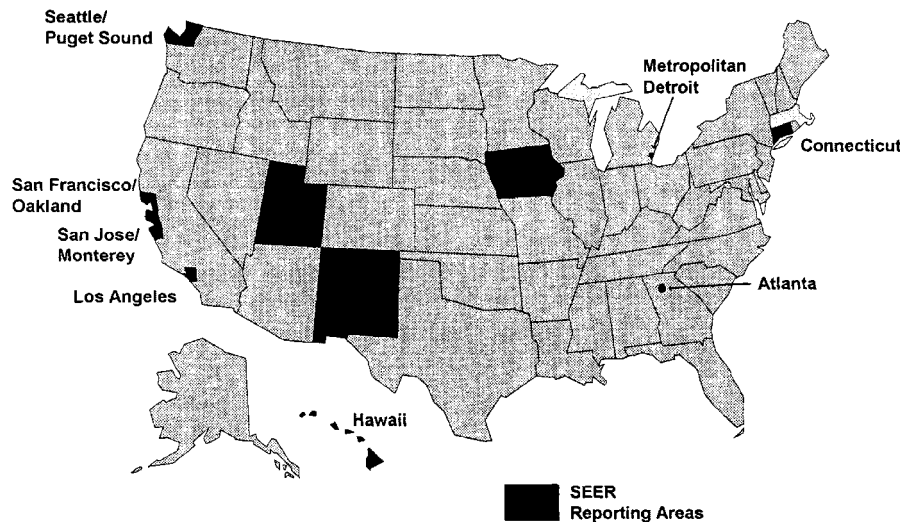 Seattle/
Puget Sound
Metropolitan
Detroit
Connecticut
San Francisco/
Oakland
San Jose/
Monterey
Los Angeles
Atlanta
Hawaii
SEER
Reporting Areas